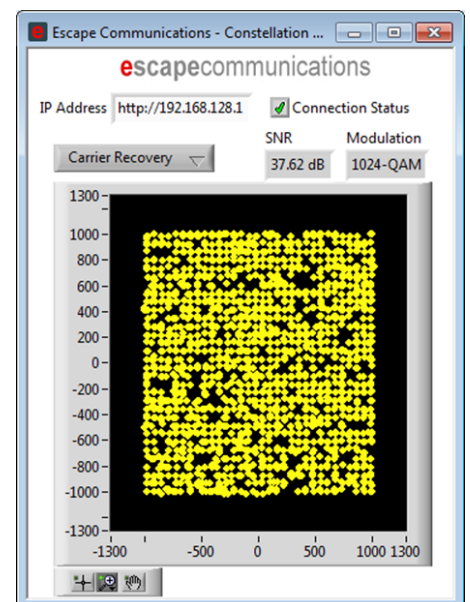 Escape Communications - Constellation ...
escapecommunications
IP Address http://192.168.128.1 Connection Status
SNR Modulation
Carrier Recovery 37.62 dB 1024-QAM
1300
1000
800
600
400
200
0
-200
-400
-600
-800
-1000
-1300
-1300 -500 0 500 1000 1300